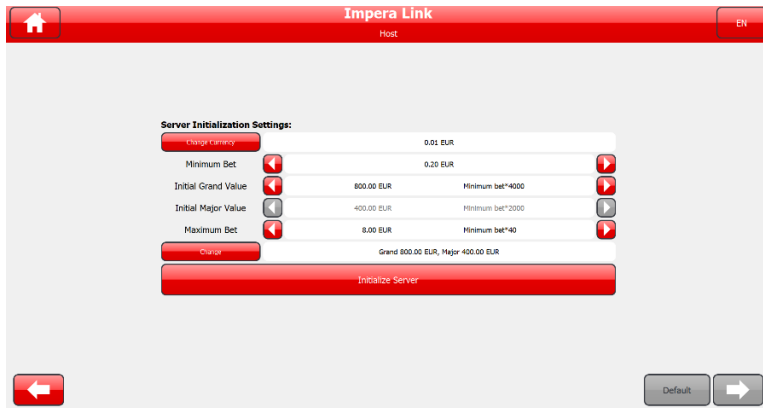 Impera Link
EN
Host
Server Initialization Settings:
Change Currency 0.01 EUR
Minimum Bet 0.20 EUR
Initial Grand Value 800.00 EUR Minimum bet*4000
Initial Major Value 400.00 EUR Minimum bet*2000
Maximum Bet 8.00 EUR Minimum bet*40
Change Grand 800.00 EUR, Major 400.00 EUR
Initialize Server
Default